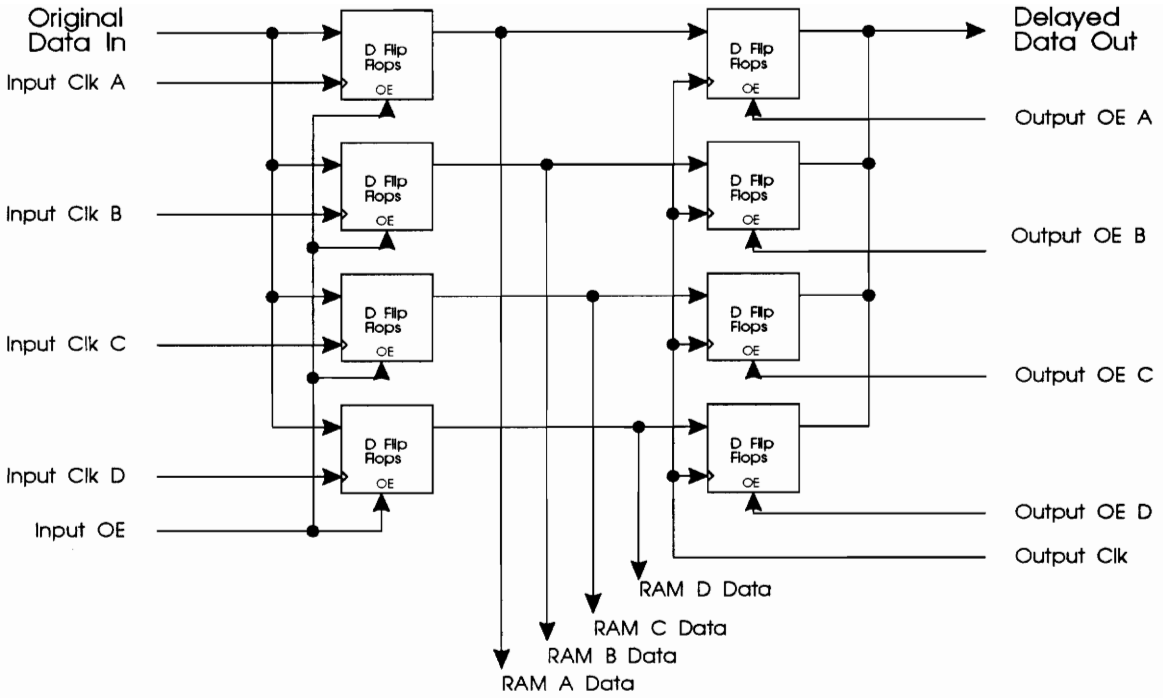 Original
Data In
Input Clk A
Input Clk B
Input Clk C
Input Clk D
Input OE
D Flip
Flops
OE
D Flip
Flops
OE
D Flip
Flops
OE
D Flip
Flops
OE
D Flip
Flops
OE
D Flip
Flops
OE
D Flip
Flops
OE
D Flip
Flops
OE
Delayed
Data Out
Output OE A
Output OE B
Output OE C
Output OE D
Output Clk
RAM D Data
RAM C Data
RAM B Data
RAM A Data